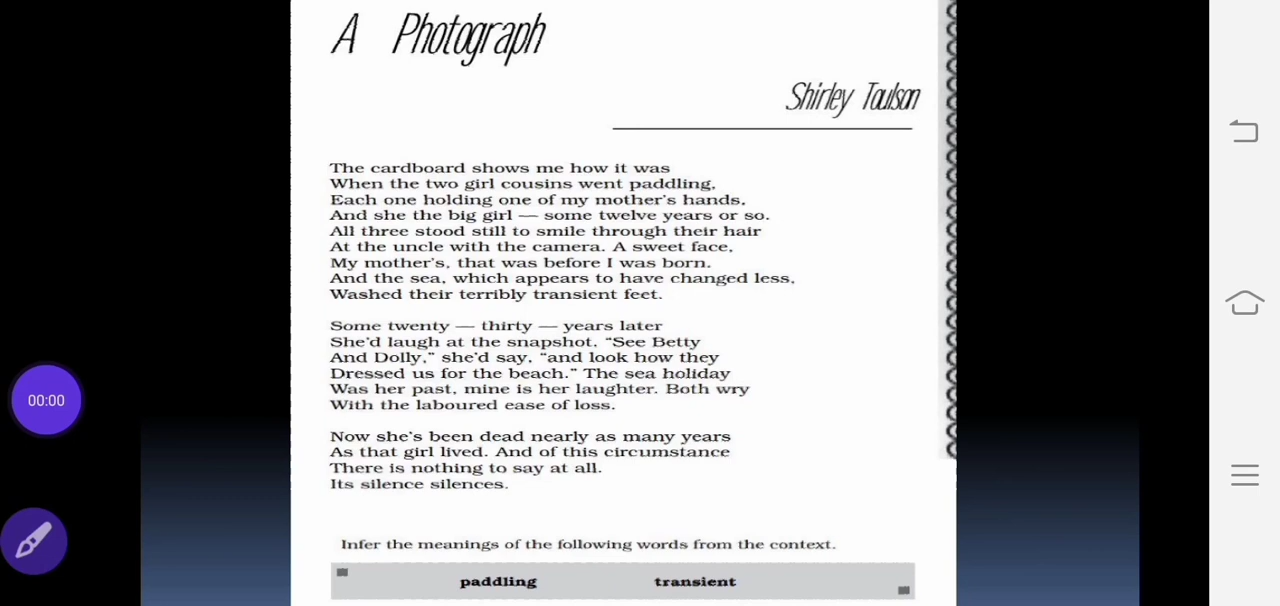 A Photograph
Shirley Toulson
The cardboard shows me how it was
When the two girl cousins went paddling,
Each one holding one of my mother's hands,
And she the big girl — some twelve years or so.
All three stood still to smile through their hair
At the uncle with the camera. A sweet face,
My mother's, that was before I was born.
And the sea, which appears to have changed less,
Washed their terribly transient feet.
Some twenty — thirty — years later
She'd laugh at the snapshot. “See Betty
And Dolly,” she'd say, “and look how they
Dressed us for the beach.” The sea holiday
Was her past, mine is her laughter. Both wry
With the laboured ease of loss.
Now she's been dead nearly as many years
As that girl lived. And of this circumstance
There is nothing to say at all.
Its silence silences.
Infer the meanings of the following words from the context.
paddling transient
00:00